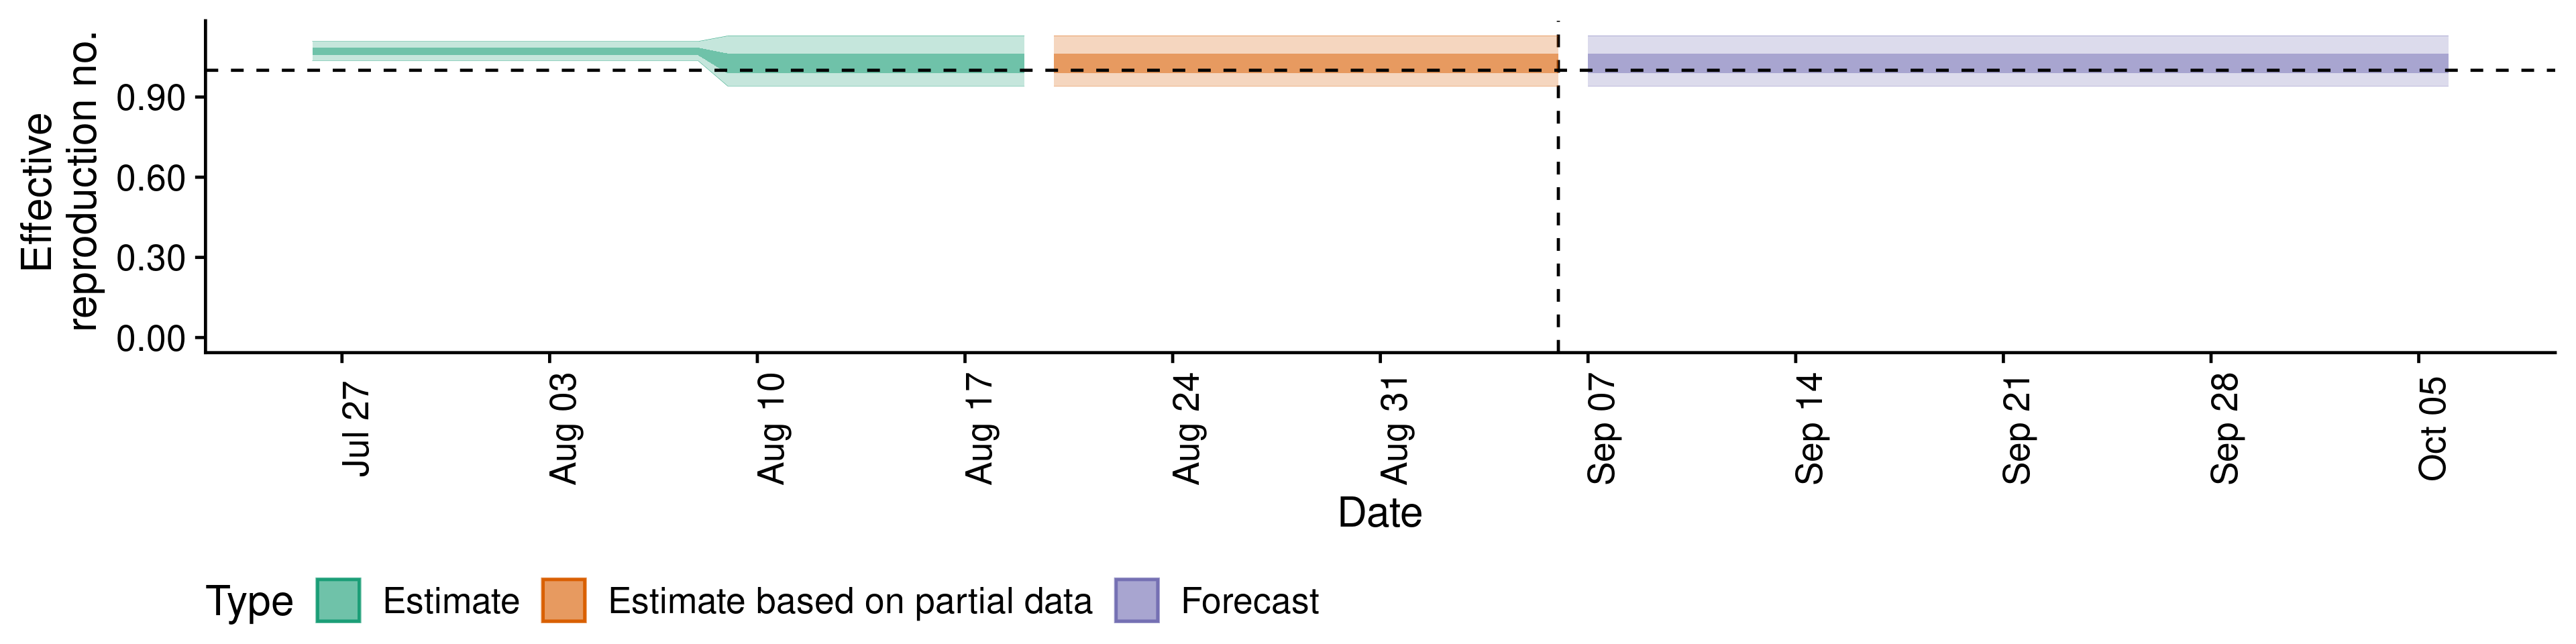 Effective
reproduction no.
0.90
0.60
0.30
0.00
Jul 27
Aug 03
Aug 10
Aug 17
Aug 24
Aug 31
Sep 07
Sep 14
Sep 21
Sep 28
Oct 05
Date
Type Estimate Estimate based on partial data Forecast